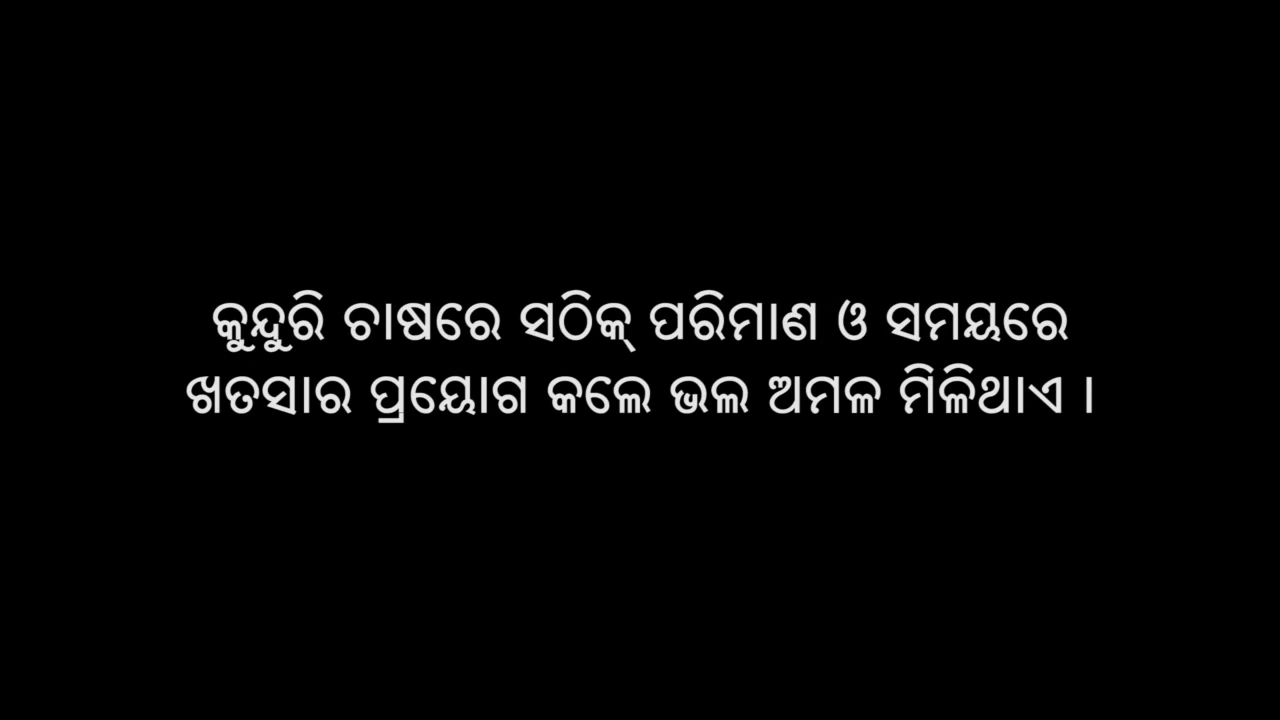 କୁନ୍ଦୁରି ଚାଷରେ ସଠିକ୍ ପରିମାଣ ଓ ସମୟରେ
ଖତସାର ପ୍ରୟୋଗ କଲେ ଭଲ ଅମଳ ମିଳିଥାଏ ।